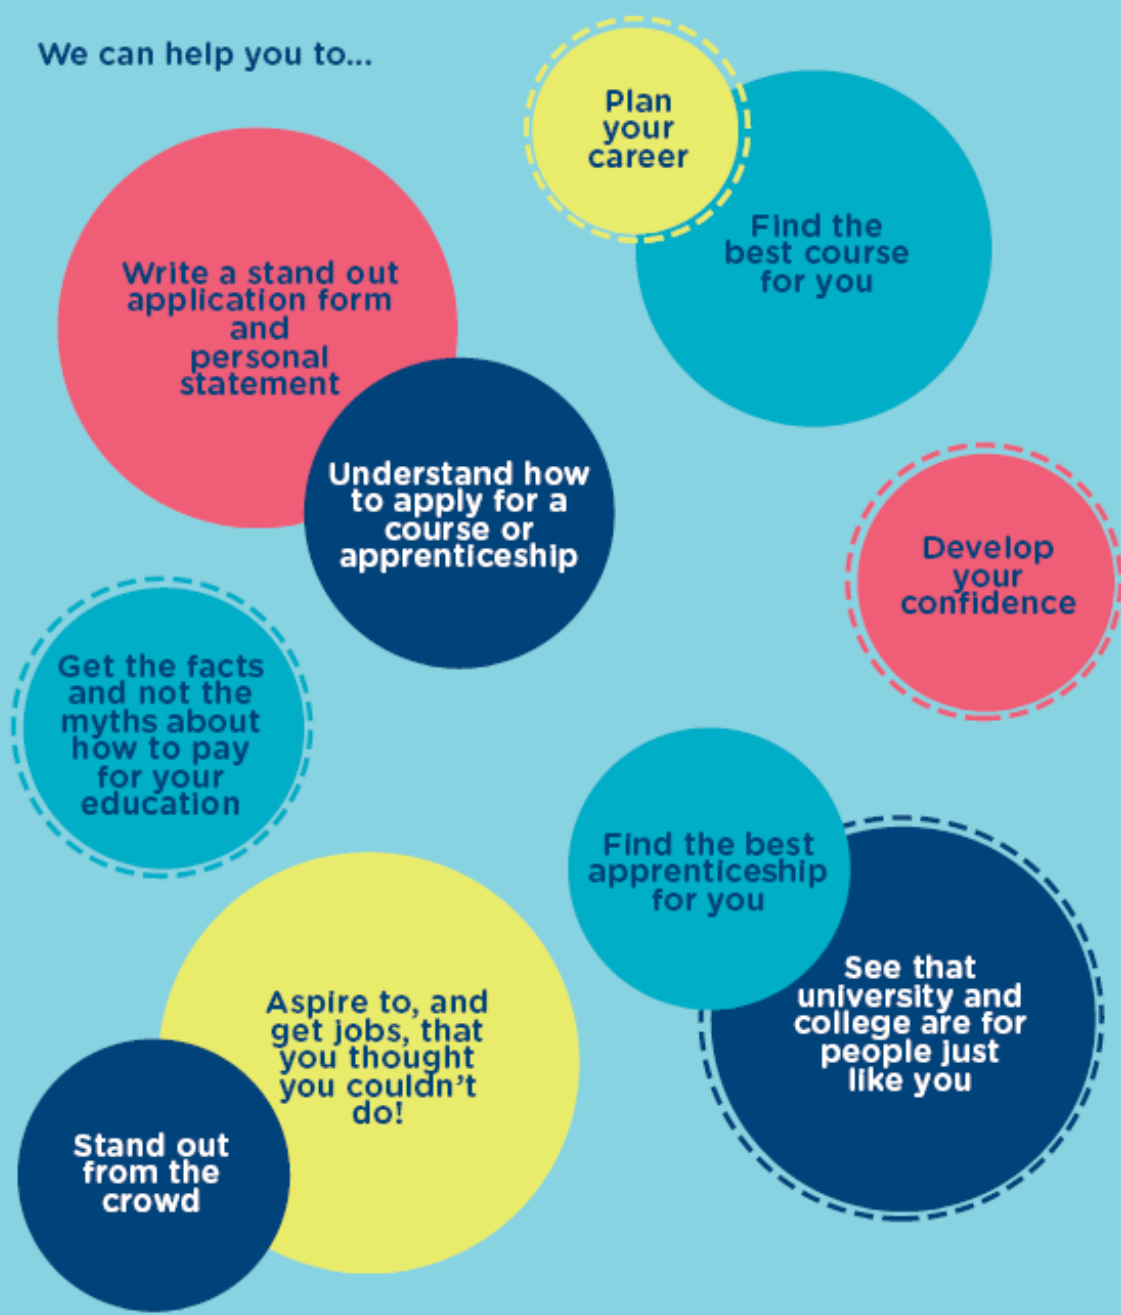 We can help you to...
Plan
your
career
Find the
best course
for you
Write a stand out
application form
and
personal
statement
Understand how
to apply for a
course or
apprenticeship
Develop
your
confidence
Get the facts
and not the
myths about
how to pay
for your
education
Find the best
apprenticeship
for you
See that
university and
college are for
people just
like you
Aspire to, and
get jobs, that
you thought
you couldn't
do!
Stand out
from the
crowd